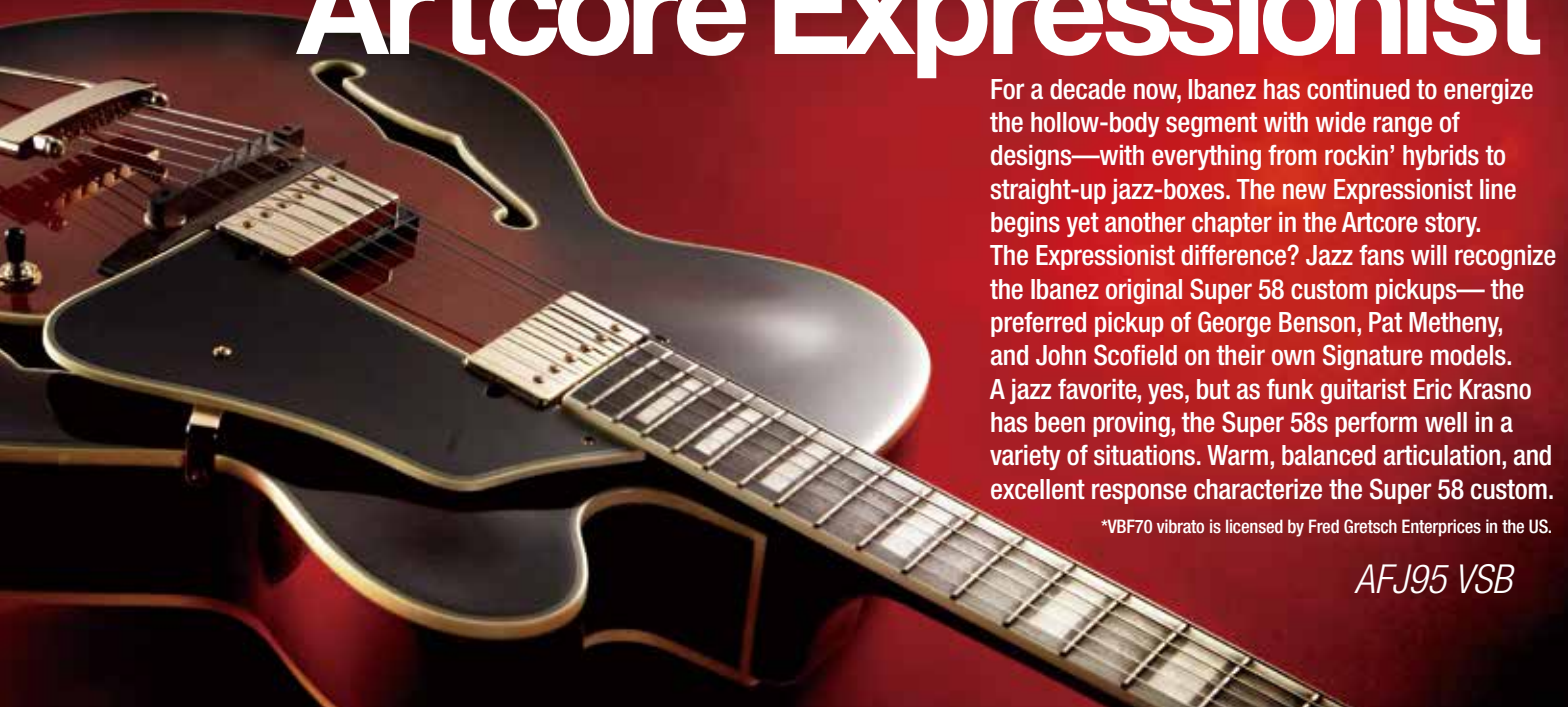 Artcore Expressionist
For a decade now, Ibanez has continued to energize
the hollow-body segment with wide range of
designs—with everything from rockin' hybrids to
straight-up jazz-boxes. The new Expressionist line
begins yet another chapter in the Artcore story.
The Expressionist difference? Jazz fans will recognize
the Ibanez original Super 58 custom pickups— the
preferred pickup of George Benson, Pat Metheny,
and John Scofield on their own Signature models.
A jazz favorite, yes, but as funk guitarist Eric Krasno
has been proving, the Super 58s perform well in a
variety of situations. Warm, balanced articulation, and
excellent response characterize the Super 58 custom.
*VBF70 vibrato is licensed by Fred Gretsch Enterprices in the US.
AFJ95 VSB